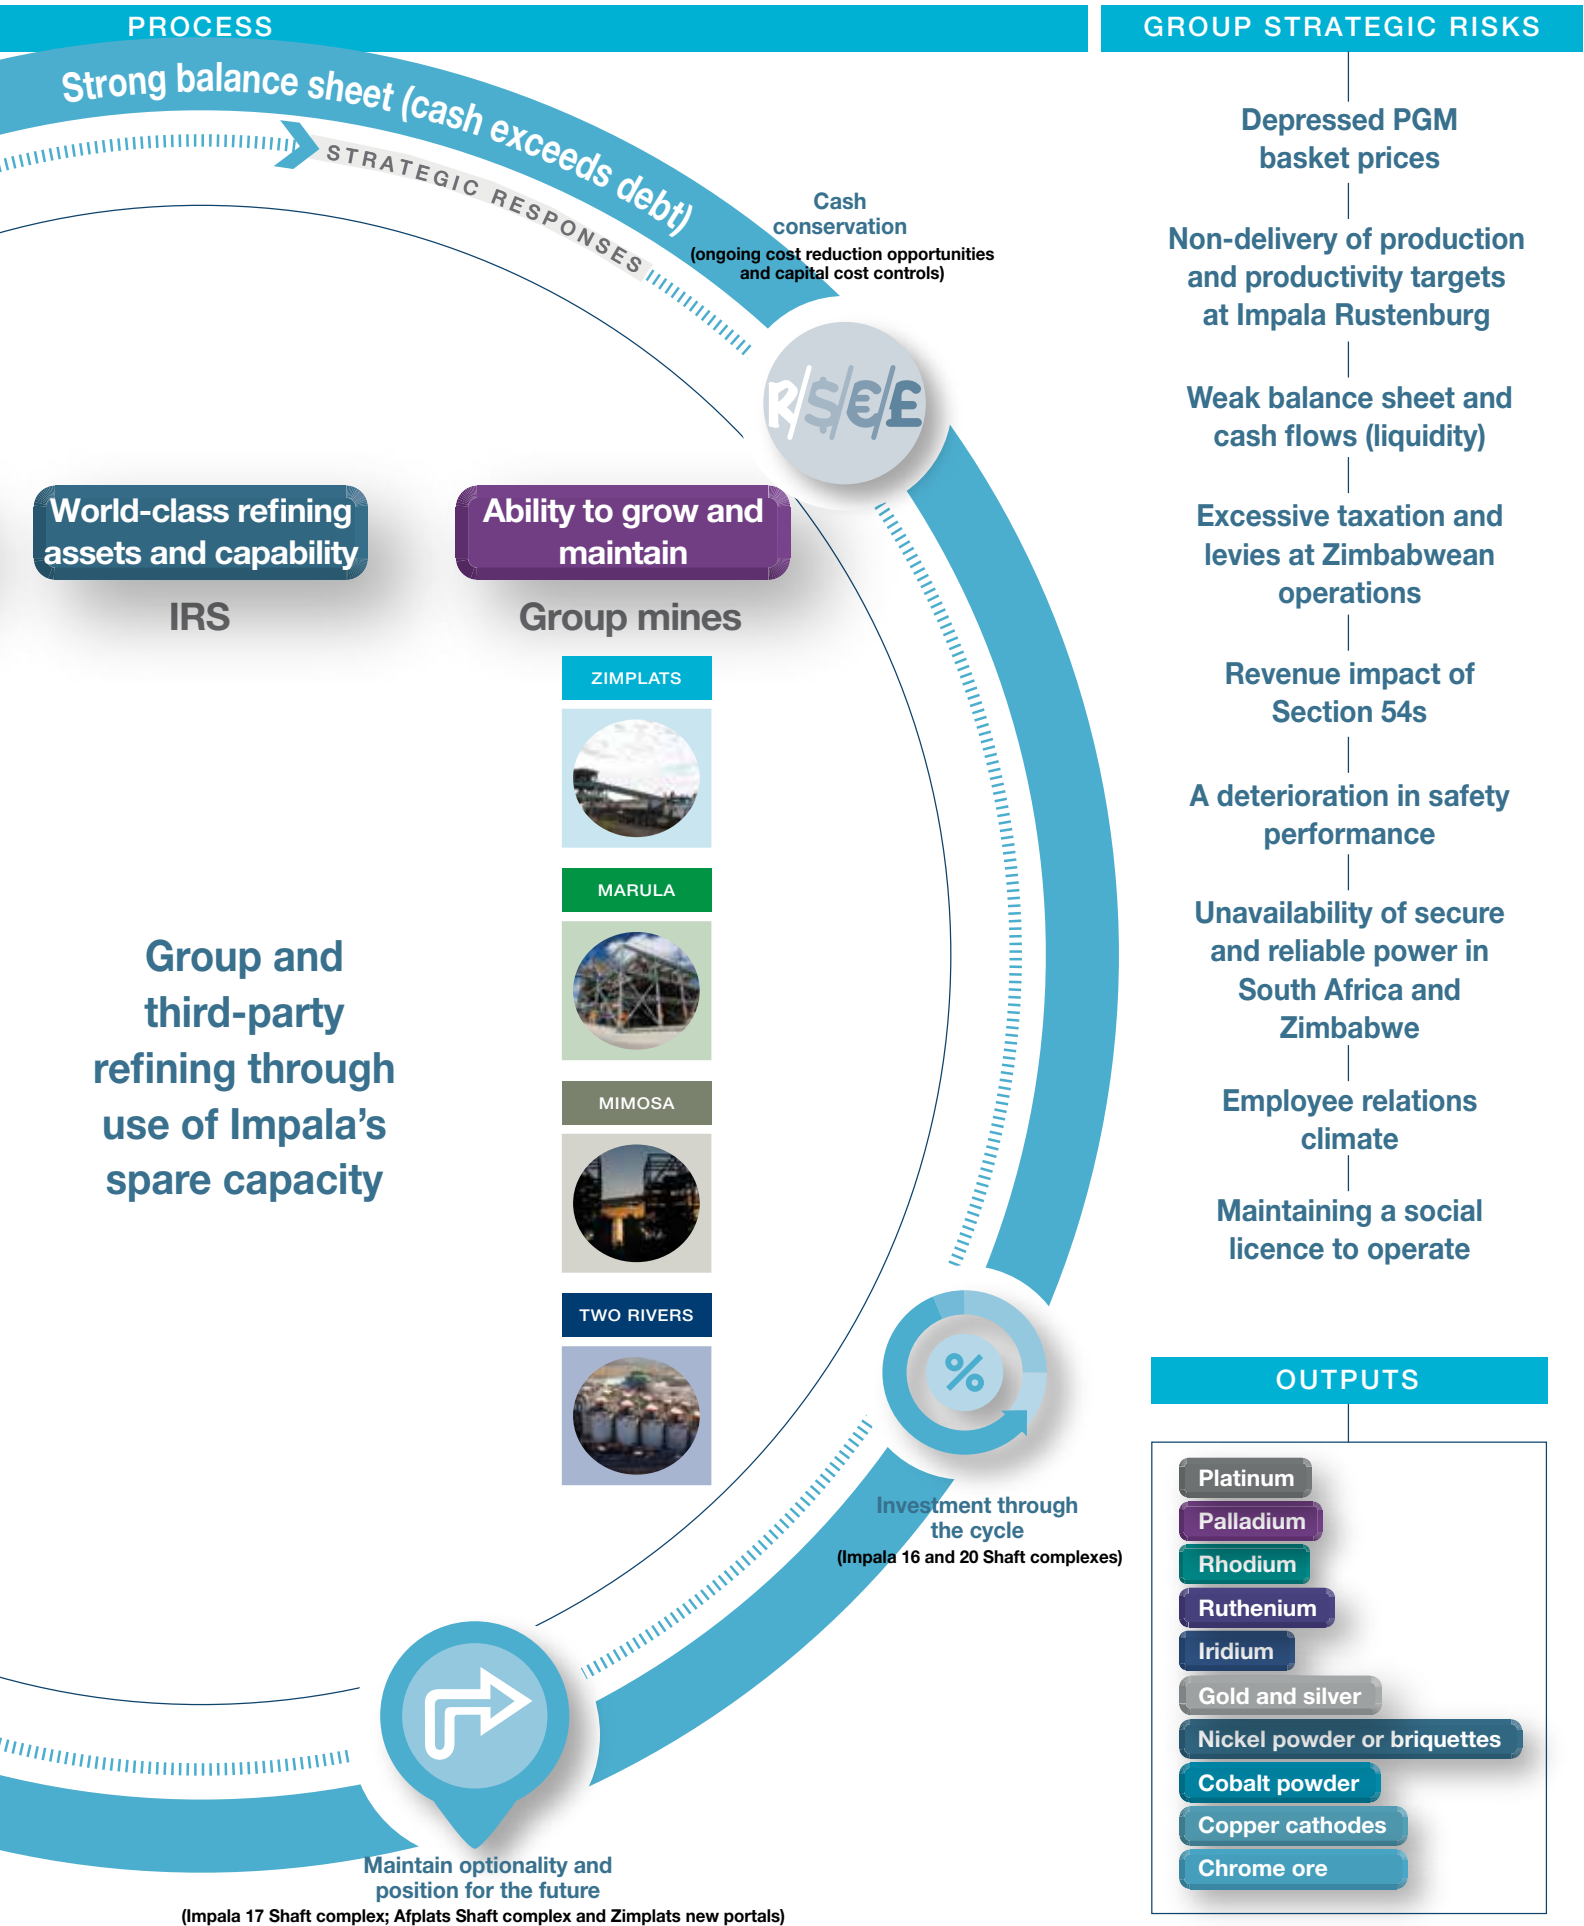 PROCESS
Strong balance sheet (cash exceeds debt)
STRATEGIC RESPONSES
Cash
conservation
(ongoing cost reduction opportunities
and capital cost controls)
R/$/€/£
World-class refining
assets and capability
IRS
Group and
third-party
refining through
use of Impala's
spare capacity
Ability to grow and
maintain
Group mines
ZIMPLATS
MARULA
MIMOSA
TWO RIVERS
%
Investment through
the cycle
(Impala 16 and 20 Shaft complexes)
Maintain optionality and
position for the future
(Impala 17 Shaft complex; Afplats Shaft complex and Zimplats new portals)
GROUP STRATEGIC RISKS
Depressed PGM
basket prices
Non-delivery of production
and productivity targets
at Impala Rustenburg
Weak balance sheet and
cash flows (liquidity)
Excessive taxation and
levies at Zimbabwean
operations
Revenue impact of
Section 54s
A deterioration in safety
performance
Unavailability of secure
and reliable power in
South Africa and
Zimbabwe
Employee relations
climate
Maintaining a social
licence to operate
OUTPUTS
Platinum
Palladium
Rhodium
Ruthenium
Iridium
Gold and silver
Nickel powder or briquettes
Cobalt powder
Copper cathodes
Chrome ore